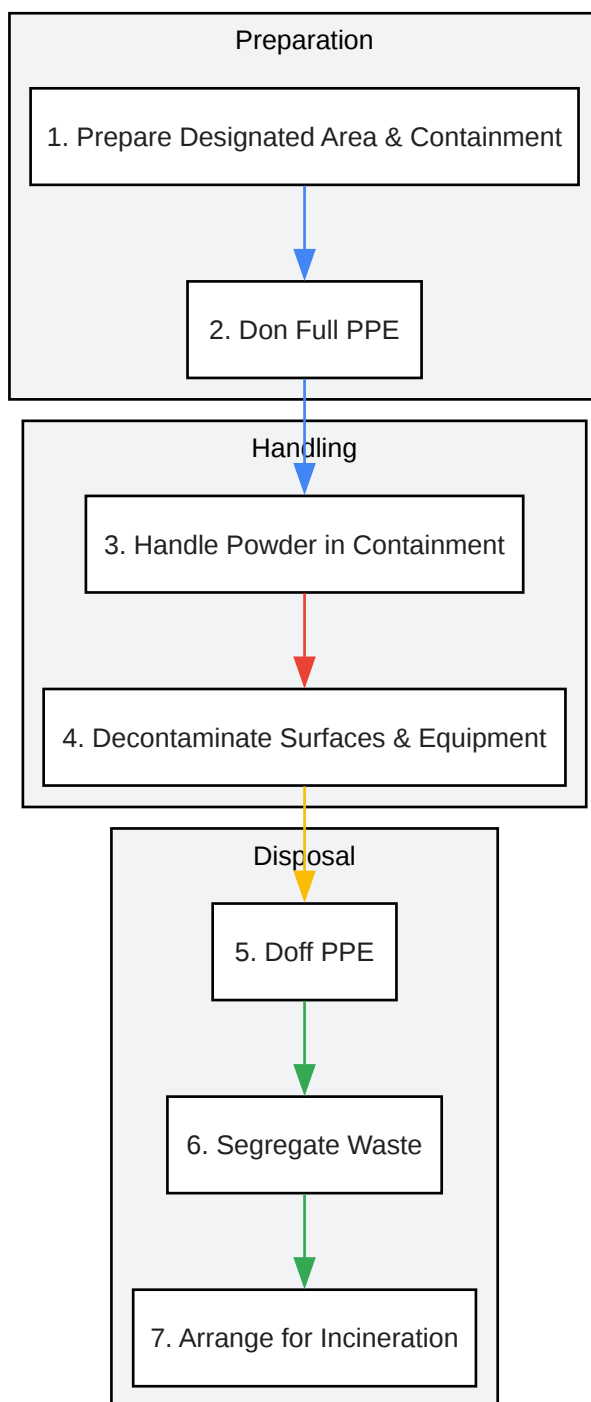 Preparation
1. Prepare Designated Area & Containment
2. Don Full PPE
Handling
3. Handle Powder in Containment
4. Decontaminate Surfaces & Equipment
Disposal
5. Doff PPE
6. Segregate Waste
7. Arrange for Incineration